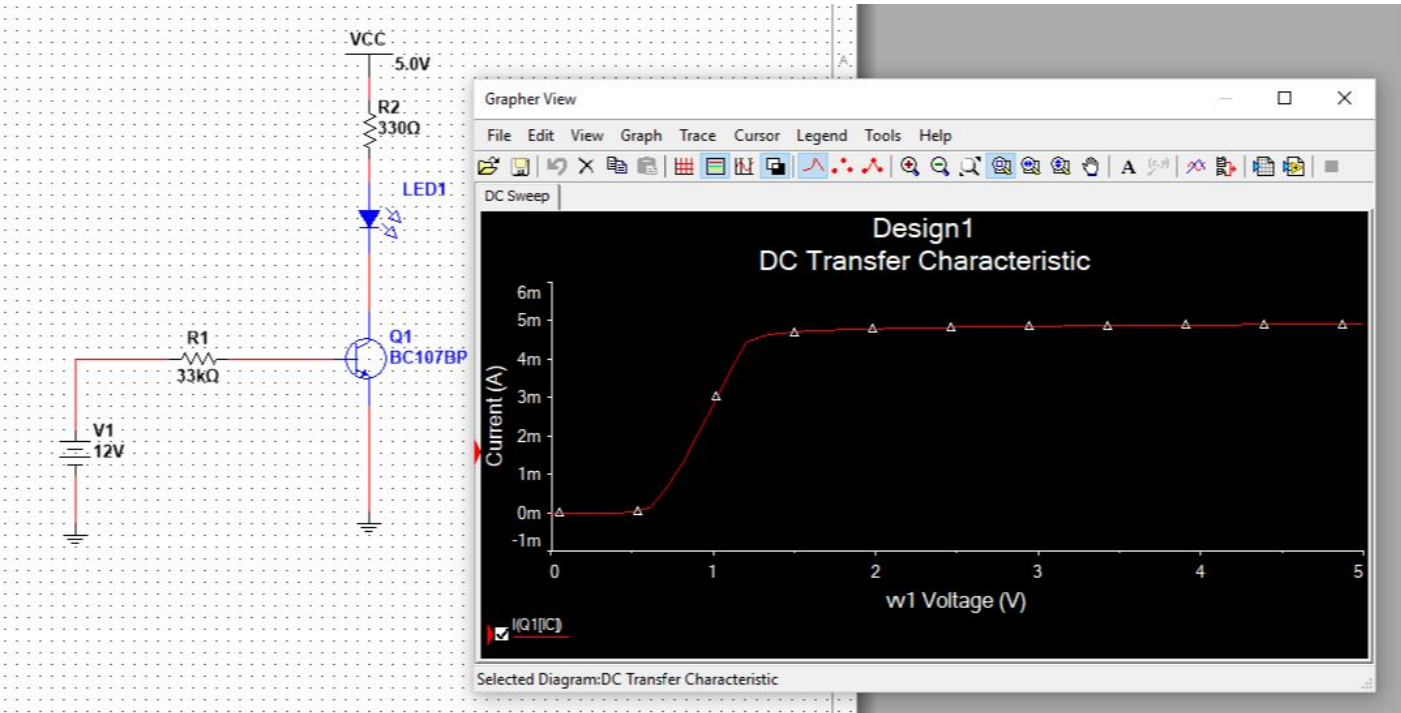 VCC
5.0V
R2
330Ω
LED1
R1
33kΩ
Q1
BC107BP
V1
12V
A
Grapher View
File Edit View Graph Trace Cursor Legend Tools Help
A
DC Sweep
Design1
DC Transfer Characteristic
Current (A)
6m
5m
4m
3m
2m
1m
0m
-1m
0 1 2 3 4 5
vv1 Voltage (V)
I(Q1[IC])
Selected Diagram:DC Transfer Characteristic